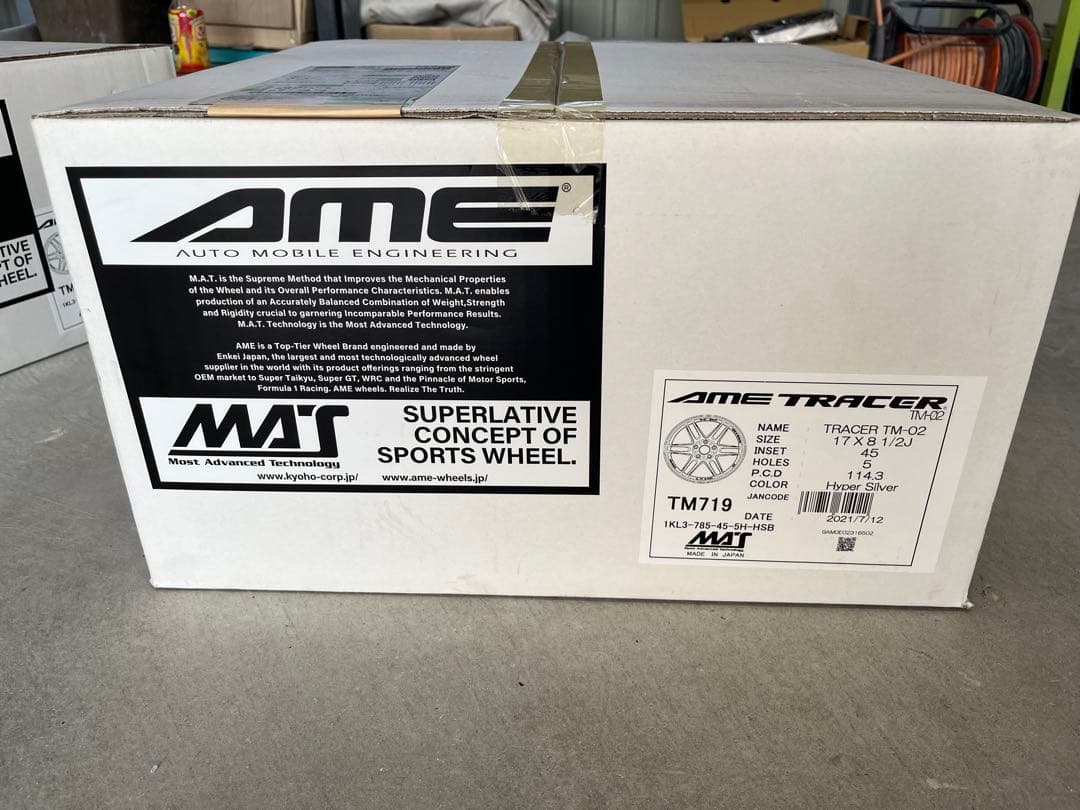 AME®
AUTO MOBILE ENGINEERING
M.A.T. is the Supreme Method that Improves the Mechanical Properties
of the Wheel and its Overall Performance Characteristics. M.A.T. enables
production of an Accurately Balanced Combination of Weight,Strength
and Rigidity crucial to garnering Incomparable Performance Results.
M.A.T. Technology is the Most Advanced Technology.
AME is a Top-Tier Wheel Brand engineered and made by
Enkei Japan, the largest and most technologically advanced wheel
supplier in the world with its product offerings ranging from the stringent
OEM market to Super Taikyu, Super GT, WRC and the Pinnacle of Motor Sports,
Formula 1 Racing. AME wheels. Realize The Truth.
MAT
Most Advanced Technology
SUPERLATIVE
CONCEPT OF
SPORTS WHEEL.
www.kyoho-corp.jp/ www.ame-wheels.jp/
AME TRACER®
TM-02
NAME TRACER TM-02
SIZE 17 X 8 1/2J
INSET 45
HOLES 5
P.C.D 114.3
COLOR Hyper Silver
TM719
JANCODE
DATE 2021/7/12
1KL3-785-45-5H-HSB
MAT
Most Advanced Technology
MADE IN JAPAN
TIVE
PT OF
HEEL.
TM
1KL3-